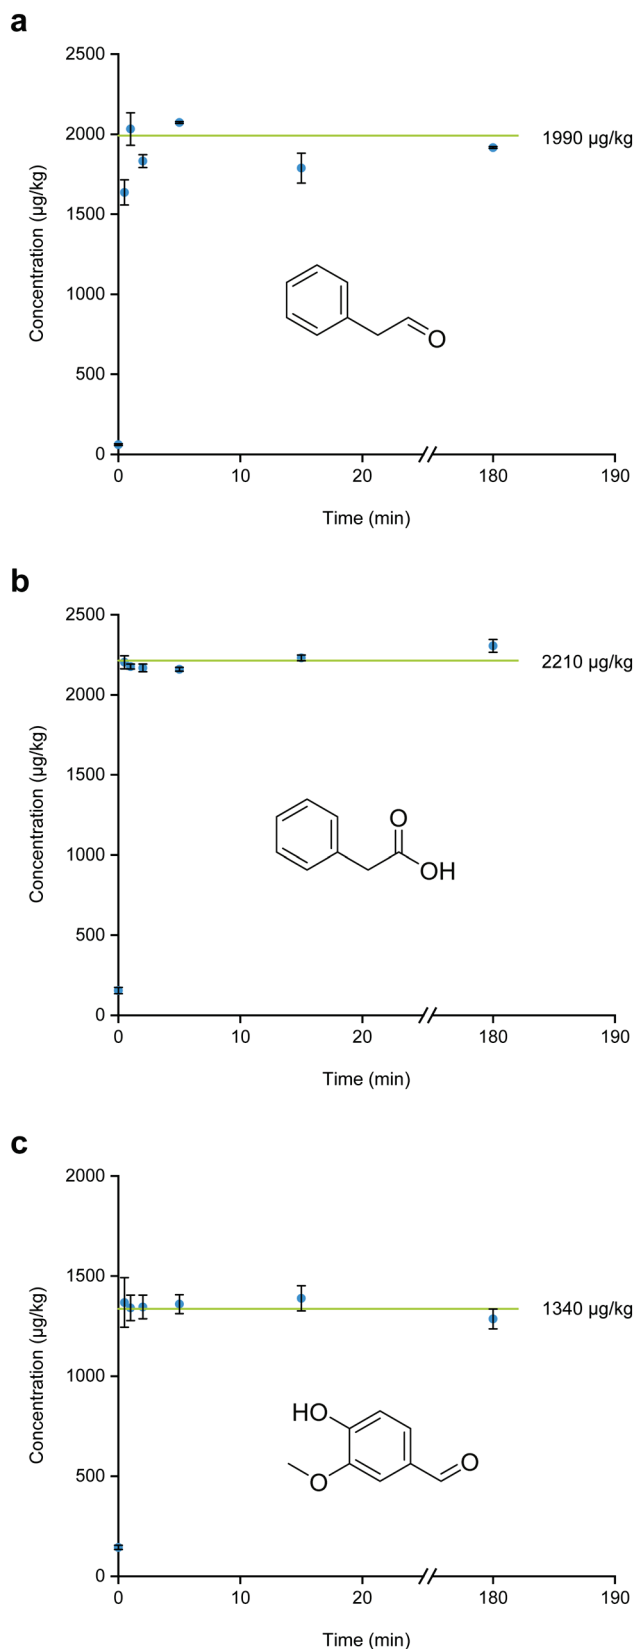 a
2500
2000
1990 µg/kg
1500
1000
500
0
Concentration (µg/kg)
O
0 10 20 180 190
Time (min)
b
2500
2210 µg/kg
2000
1500
1000
500
0
Concentration (µg/kg)
O
OH
0 10 20 180 190
Time (min)
c
2000
1500
1340 µg/kg
1000
500
0
Concentration (µg/kg)
HO
O
O
0 10 20 180 190
Time (min)